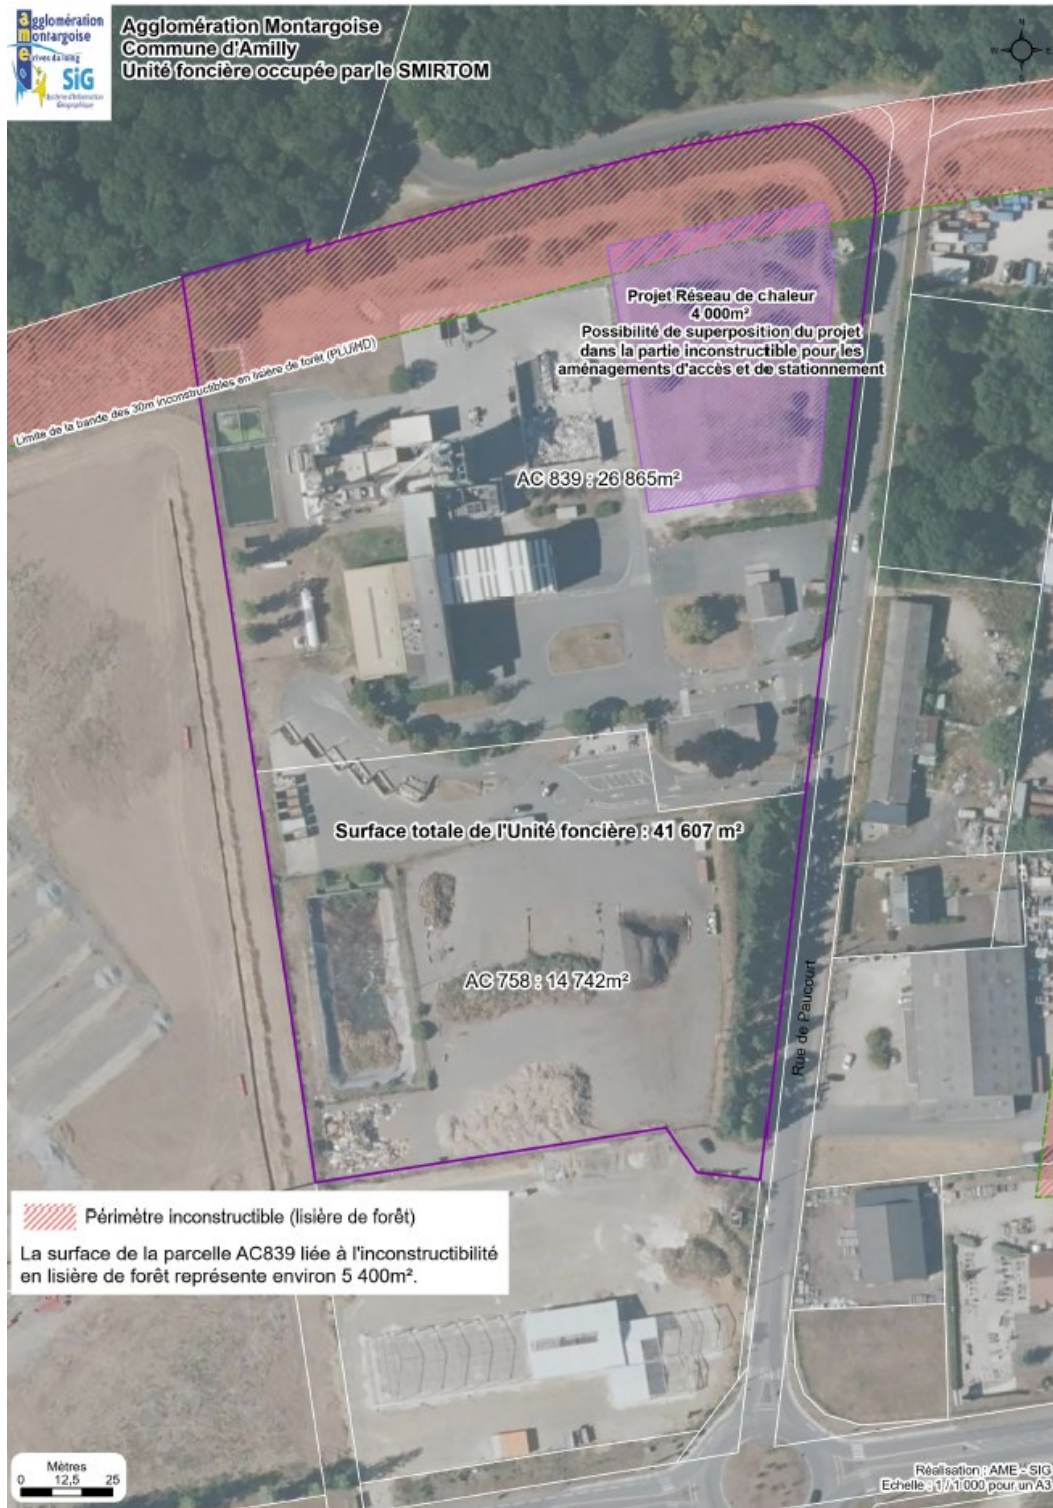 agglomération
montargoise
et rives du loing
SiG
Système d'Information
Géographique
Agglomération Montargoise
Commune d'Amilly
Unité foncière occupée par le SMIRTOM
N
W
E
S
Projet Réseau de chaleur
4 000m²
Possibilité de superposition du projet
dans la partie inconstructible pour les
aménagements d'accès et de stationnement
Limite de la bande des 30m inconstructibles en lisière de forêt (PLUiHD)
AC 839 : 26 865m²
Surface totale de l'Unité foncière : 41 607 m²
AC 758 : 14 742m²
Rue de Paucourt
Périmètre inconstructible (lisière de forêt)
La surface de la parcelle AC839 liée à l'inconstructibilité
en lisière de forêt représente environ 5 400m².
Mètres
0 12,5 25
Réalisation : AME - SIG
Echelle : 1 / 1 000 pour un A3